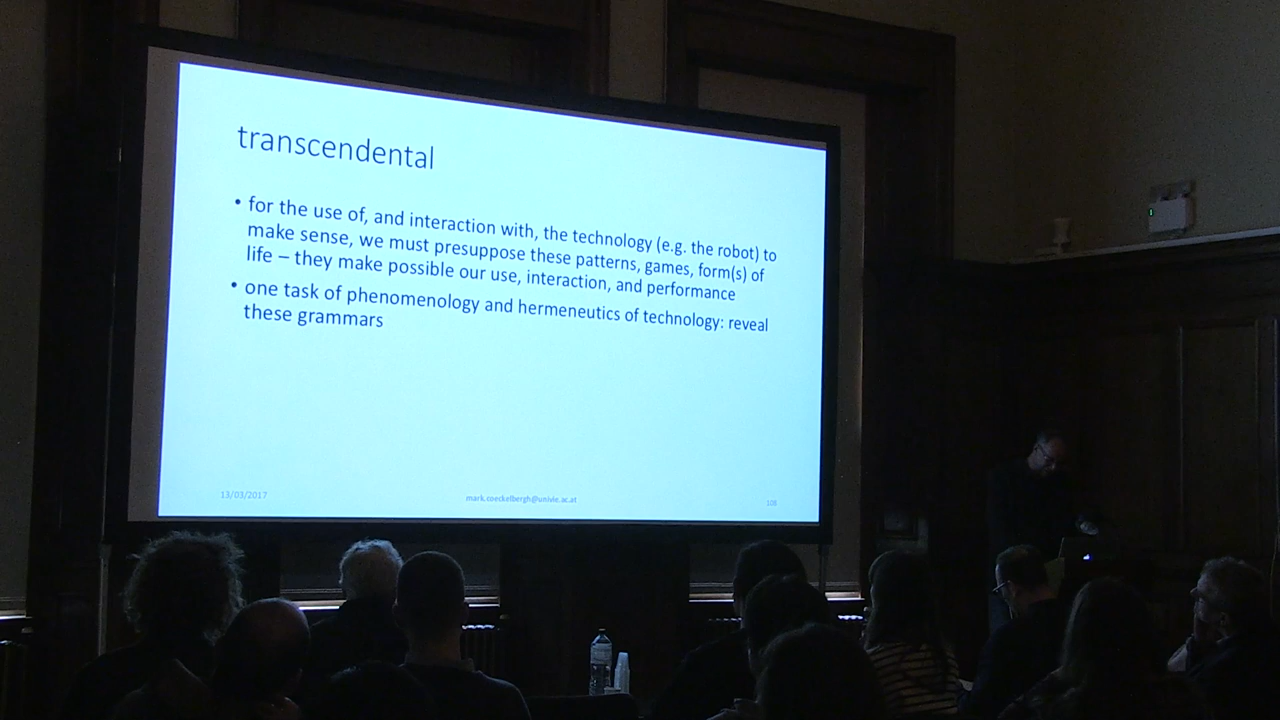 transcendental
• for the use of, and interaction with, the technology (e.g. the robot) to
make sense, we must presuppose these patterns, games, form(s) of
life – they make possible our use, interaction, and performance
• one task of phenomenology and hermeneutics of technology: reveal
these grammars
13/03/2017 mark.coeckelbergh@univie.ac.at